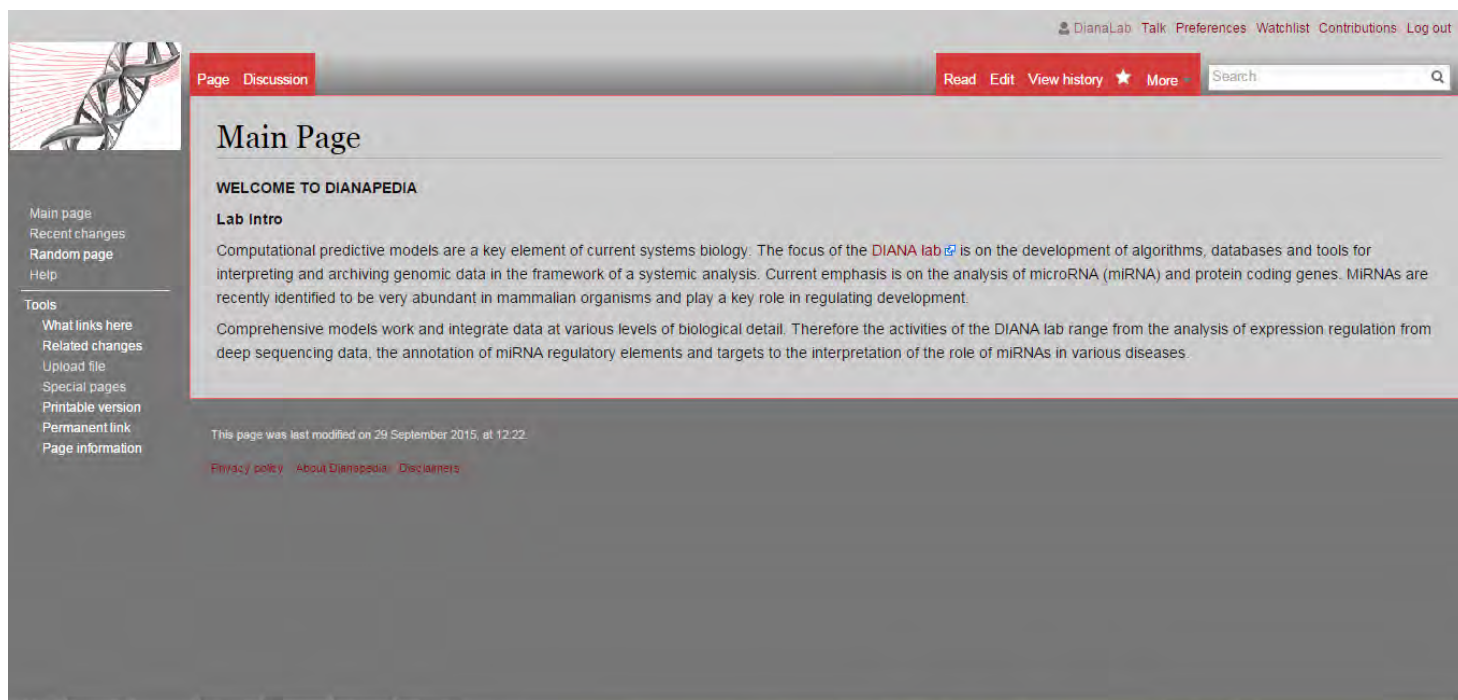 DianaLab Talk Preferences Watchlist Contributions Log out
Page Discussion
Read Edit View history More
Search
Main Page
WELCOME TO DIANAPEDIA
Lab Intro
Computational predictive models are a key element of current systems biology. The focus of the DIANA lab is on the development of algorithms, databases and tools for
interpreting and archiving genomic data in the framework of a systemic analysis. Current emphasis is on the analysis of microRNA (miRNA) and protein coding genes. MiRNAs are
recently identified to be very abundant in mammalian organisms and play a key role in regulating development.
Comprehensive models work and integrate data at various levels of biological detail. Therefore the activities of the DIANA lab range from the analysis of expression regulation from
deep sequencing data, the annotation of miRNA regulatory elements and targets to the interpretation of the role of miRNAs in various diseases.
Main page
Recent changes
Random page
Help
Tools
What links here
Related changes
Upload file
Special pages
Printable version
Permanent link
Page information
This page was last modified on 29 September 2015, at 12:22.
Privacy policy About Dianapedia Disclaimers